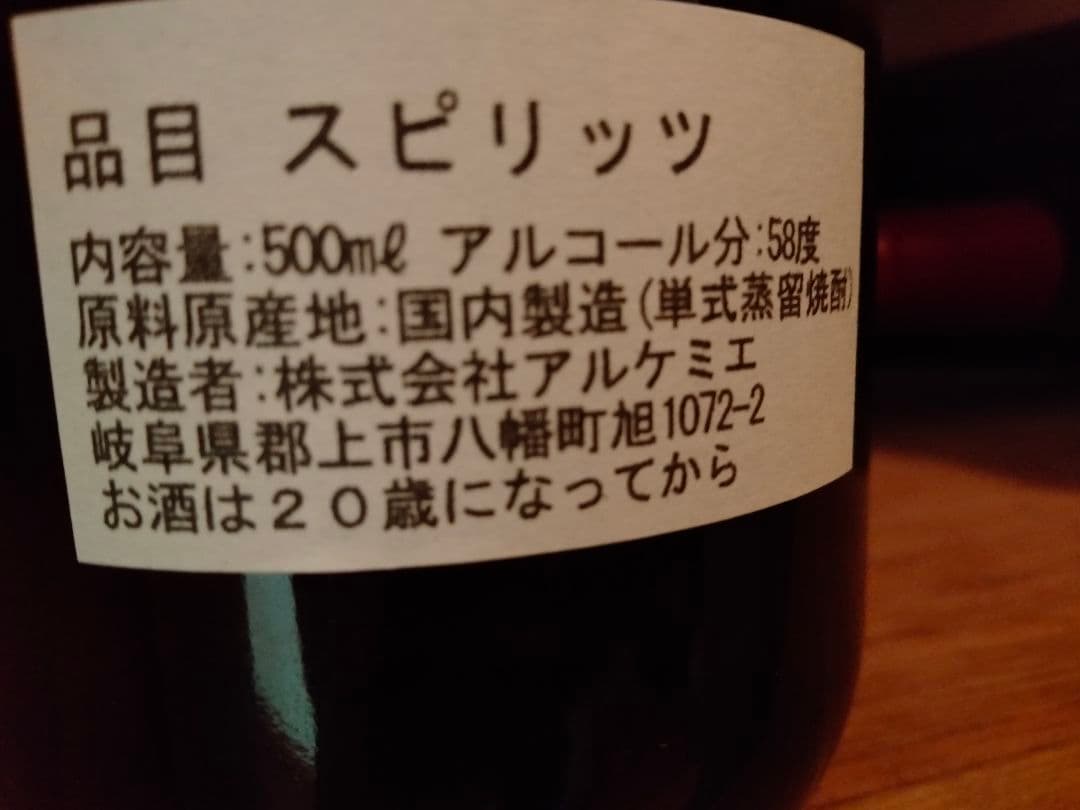 品目 スピリッツ
内容量:500mℓ アルコール分:58度
原料原産地:国内製造(単式蒸留焼酎)
製造者:株式会社アルケミエ
岐阜県郡上市八幡町旭1072-2
お酒は20歳になってから